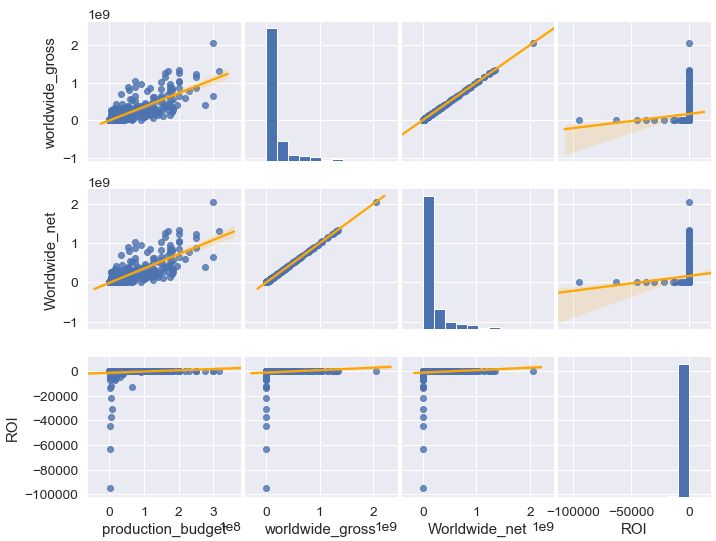 1e9
2
1
0
−1
worldwide_gross
1e9
2
1
0
−1
Worldwide_net
0
−20000
−40000
−60000
−80000
−100000
ROI
0 1 2 3
0 1 2
0 1 2
−100000 −50000 0
production_budget 1e8
worldwide_gross 1e9
Worldwide_net 1e9
ROI